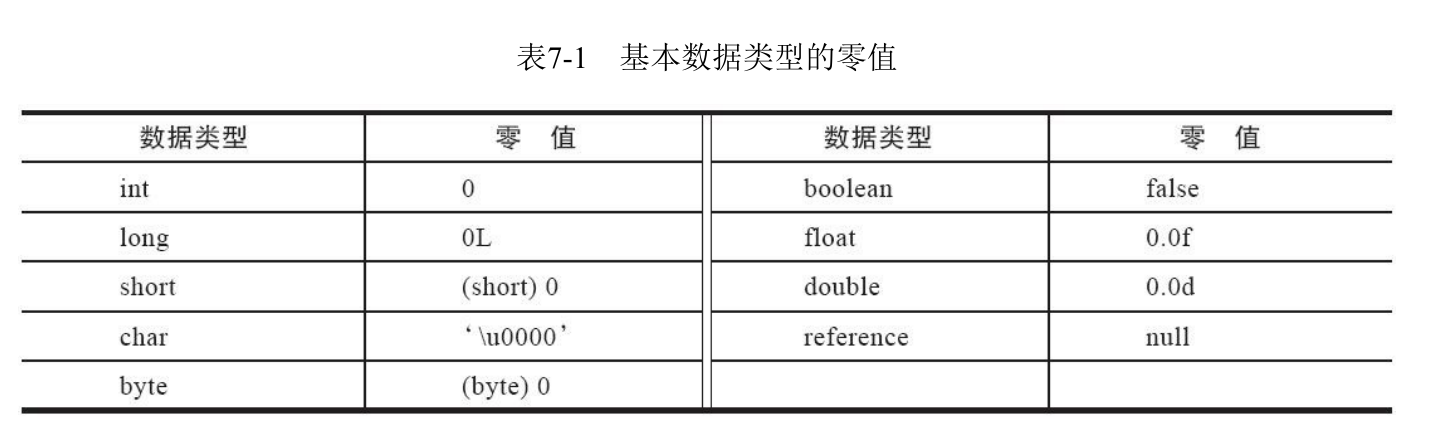 表7-1 基本数据类型的零值
数据类型 零 值 数据类型 零 值
int 0 boolean false
long 0L float 0.0f
short (short) 0 double 0.0d
char ‘\u0000’ reference null
byte (byte) 0